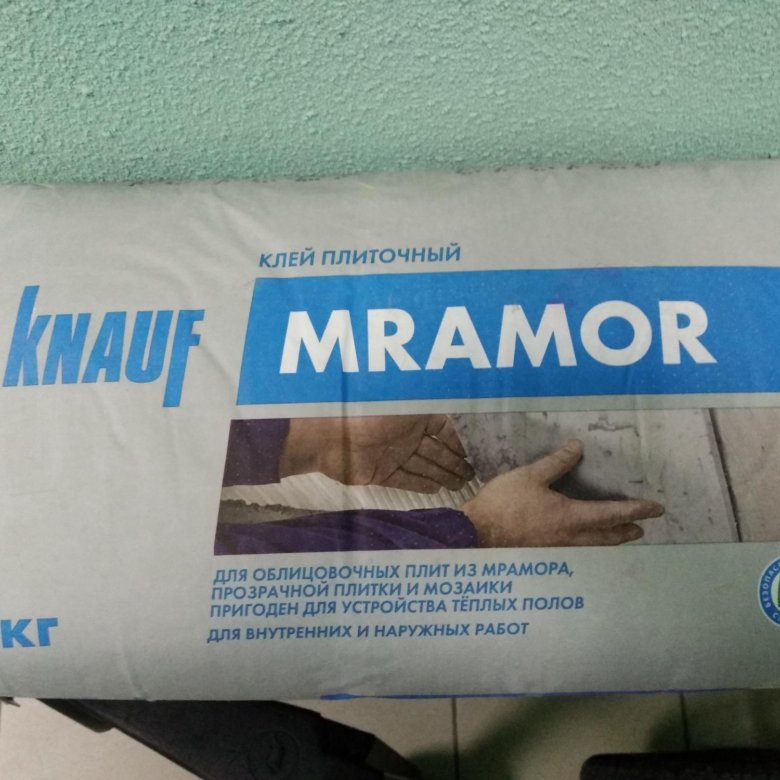 КЛЕЙ ПЛИТОЧНЫЙ
KNAUF
MRAMOR
ДЛЯ ОБЛИЦОВОЧНЫХ ПЛИТ ИЗ МРАМОРА,
ПРОЗРАЧНОЙ ПЛИТКИ И МОЗАИКИ
ПРИГОДЕН ДЛЯ УСТРОЙСТВА ТЁПЛЫХ ПОЛОВ
ДЛЯ ВНУТРЕННИХ И НАРУЖНЫХ РАБОТ
кг